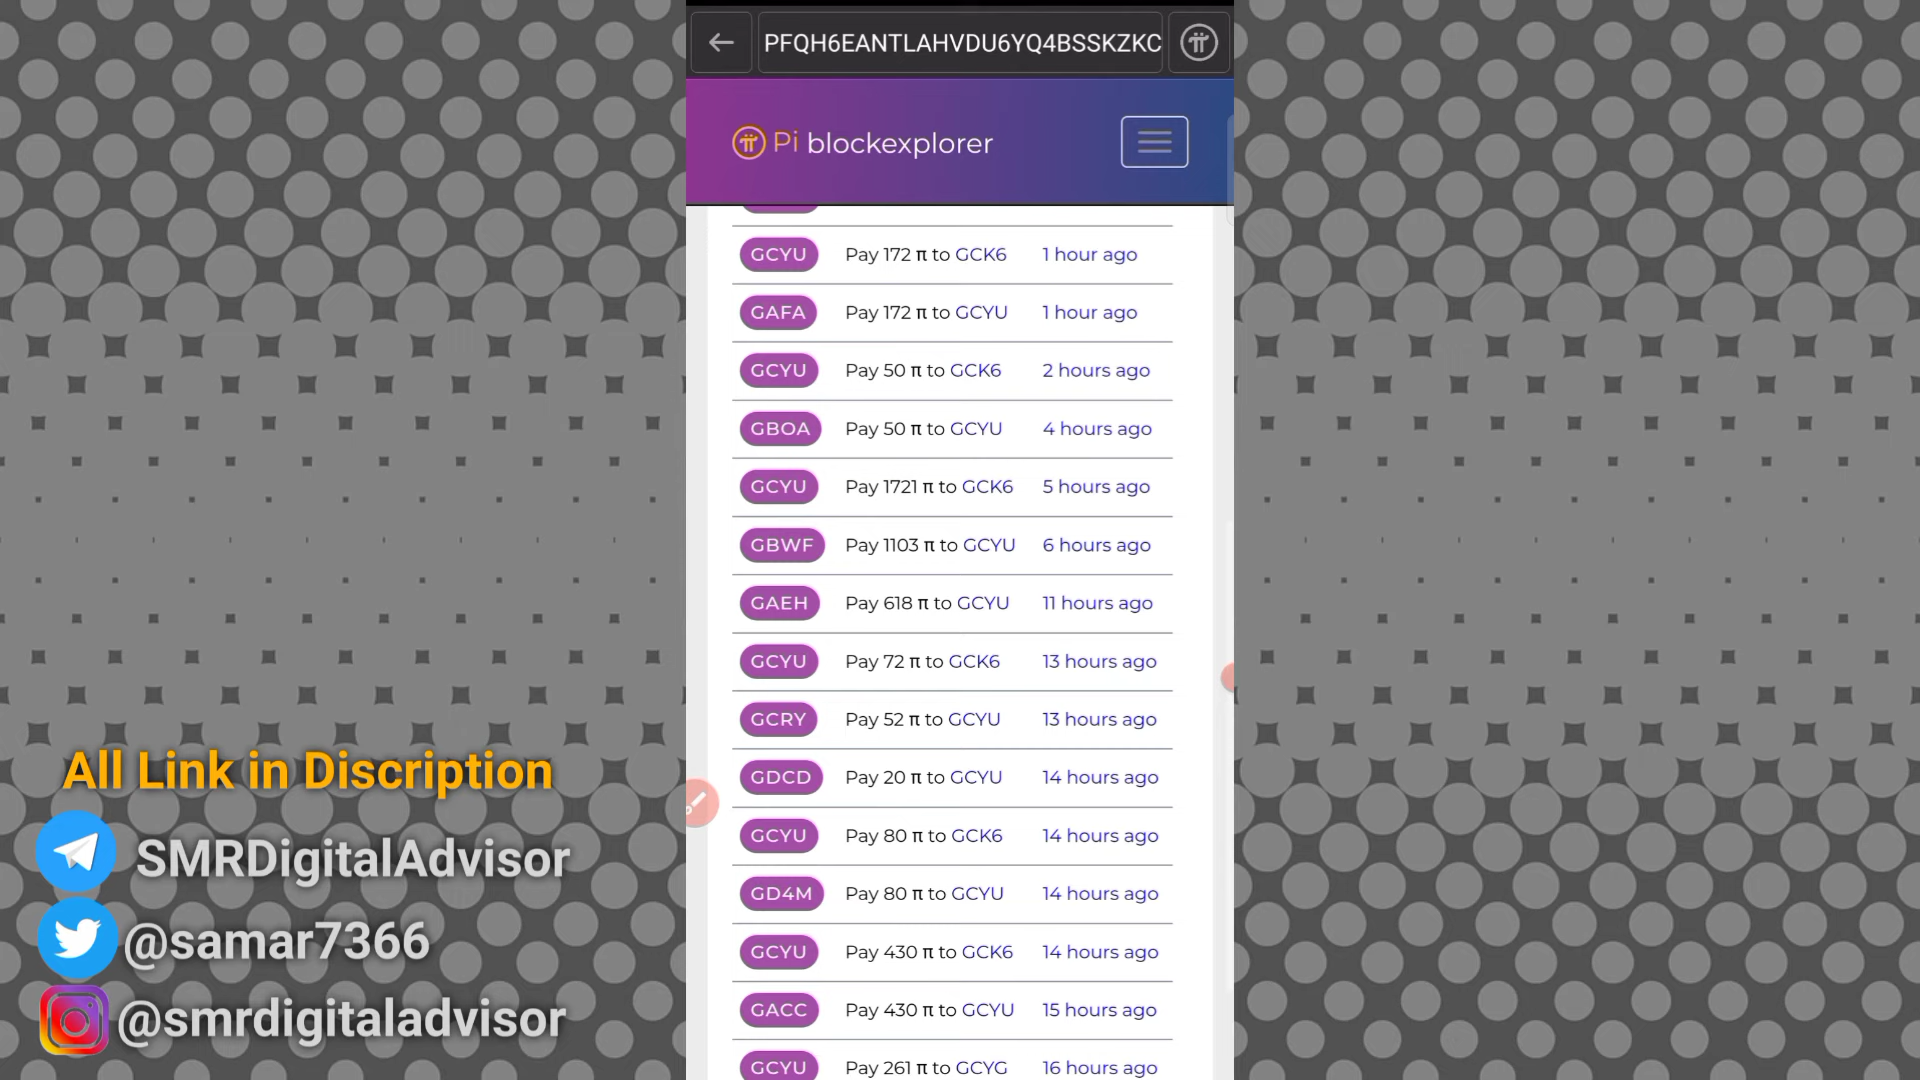 PFQH6EANTLAHVDU6YQ4BSSKZKC
Pi blockexplorer
GCYU Pay 172 π to GCK6 1 hour ago
GAFA Pay 172 π to GCYU 1 hour ago
GCYU Pay 50 π to GCK6 2 hours ago
GBOA Pay 50 π to GCYU 4 hours ago
GCYU Pay 1721 π to GCK6 5 hours ago
GBWF Pay 1103 π to GCYU 6 hours ago
GAEH Pay 618 π to GCYU 11 hours ago
GCYU Pay 72 π to GCK6 13 hours ago
GCRY Pay 52 π to GCYU 13 hours ago
GDCD Pay 20 π to GCYU 14 hours ago
GCYU Pay 80 π to GCK6 14 hours ago
GD4M Pay 80 π to GCYU 14 hours ago
GCYU Pay 430 π to GCK6 14 hours ago
GACC Pay 430 π to GCYU 15 hours ago
GCYU Pay 261 π to GCYG 16 hours ago
All Link in Discription
SMRDigitalAdvisor
@samar7366
@smrdigitaladvisor